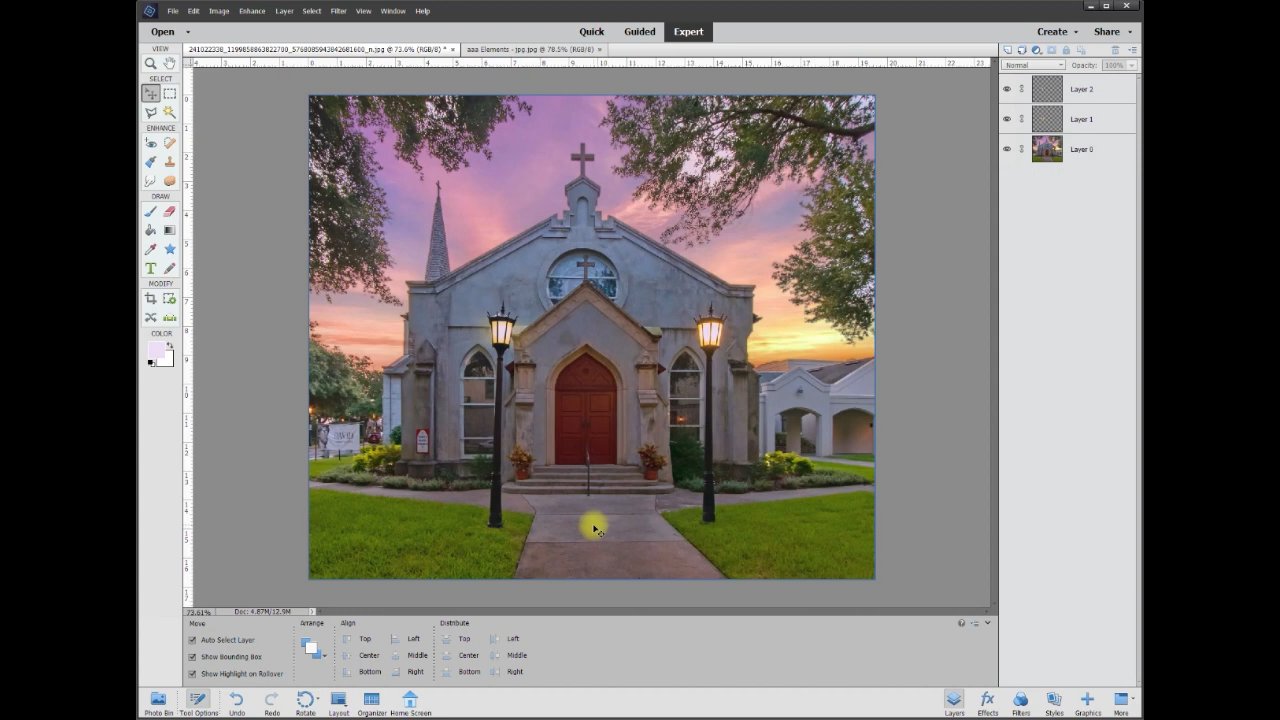 File Edit Image Enhance Layer Select Filter View Window Help
Open Quick Guided Expert Create Share
VIEW
241022338_1199858863822700_5760805943842681600_n.jpg @ 73.6% (RGB/8) *
aaa Elements - jpg.jpg @ 78.5% (RGB/8)
SELECT
ENHANCE
DRAW
MODIFY
COLOR
Normal Opacity: 100%
Layer 2
Layer 1
Layer 0
73.61% Doc: 4.87M/12.9M
Move Arrange Align Distribute
Auto Select Layer Top Left Top Left
Show Bounding Box Center Middle Center Middle
Show Highlight on Rollover Bottom Right Bottom Right
Photo Bin Tool Options Undo Redo Rotate Layout Organizer Home Screen Layers Effects Filters Styles Graphics More